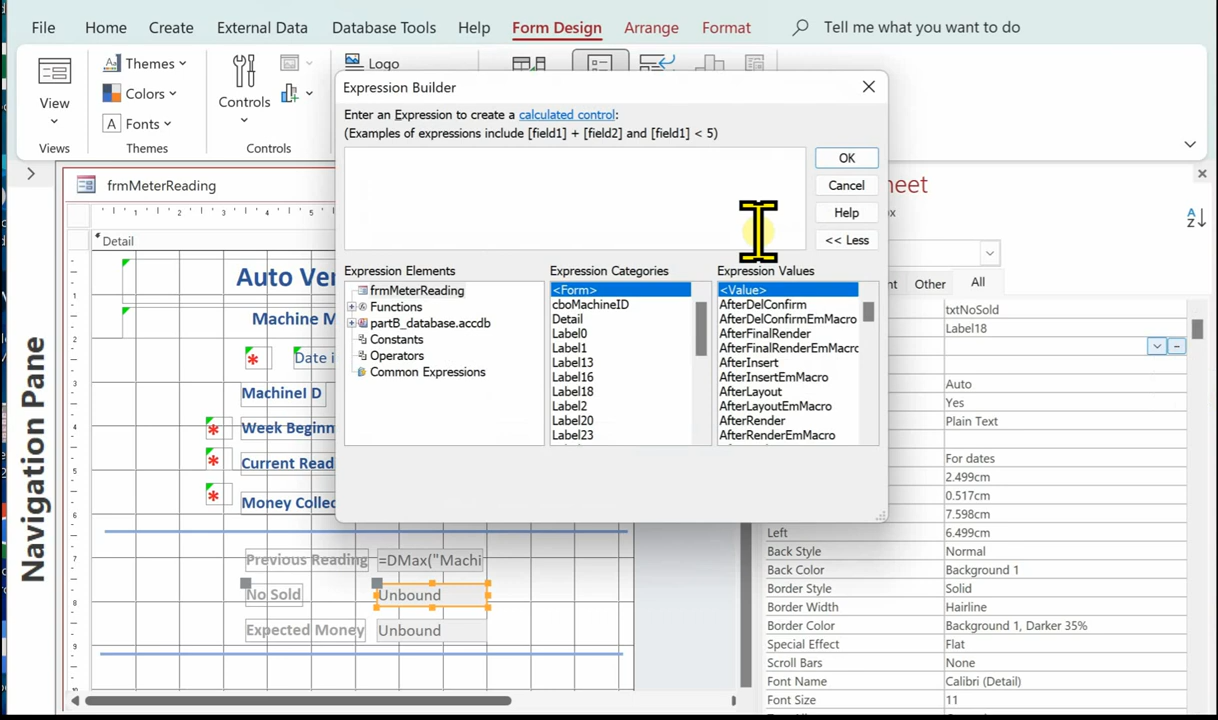 File Home Create External Data Database Tools Help Form Design Arrange Format Tell me what you want to do
View
Views
Themes
Colors
Fonts
Themes
Controls
Controls
Logo
Navigation Pane
frmMeterReading
Detail
Auto Ver
Machine M
* Date i
MachineI D
* Week Beginn
* Current Read
* Money Collec
Previous Reading =DMax("Machi
No Sold Unbound
Expected Money Unbound
Expression Builder
Enter an Expression to create a calculated control:
(Examples of expressions include [field1] + [field2] and [field1] < 5)
OK
Cancel
Help
<< Less
Expression Elements
frmMeterReading
Functions
partB_database.accdb
Constants
Operators
Common Expressions
Expression Categories
<Form>
cboMachineID
Detail
Label0
Label1
Label13
Label16
Label18
Label2
Label20
Label23
Expression Values
<Value>
AfterDelConfirm
AfterDelConfirmEmMacro
AfterFinalRender
AfterFinalRenderEmMacro
AfterInsert
AfterInsertEmMacro
AfterLayout
AfterLayoutEmMacro
AfterRender
AfterRenderEmMacro
Other All
txtNoSold
Label18
Auto
Yes
Plain Text
For dates
2.499cm
0.517cm
7.598cm
Left 6.499cm
Back Style Normal
Back Color Background 1
Border Style Solid
Border Width Hairline
Border Color Background 1, Darker 35%
Special Effect Flat
Scroll Bars None
Font Name Calibri (Detail)
Font Size 11